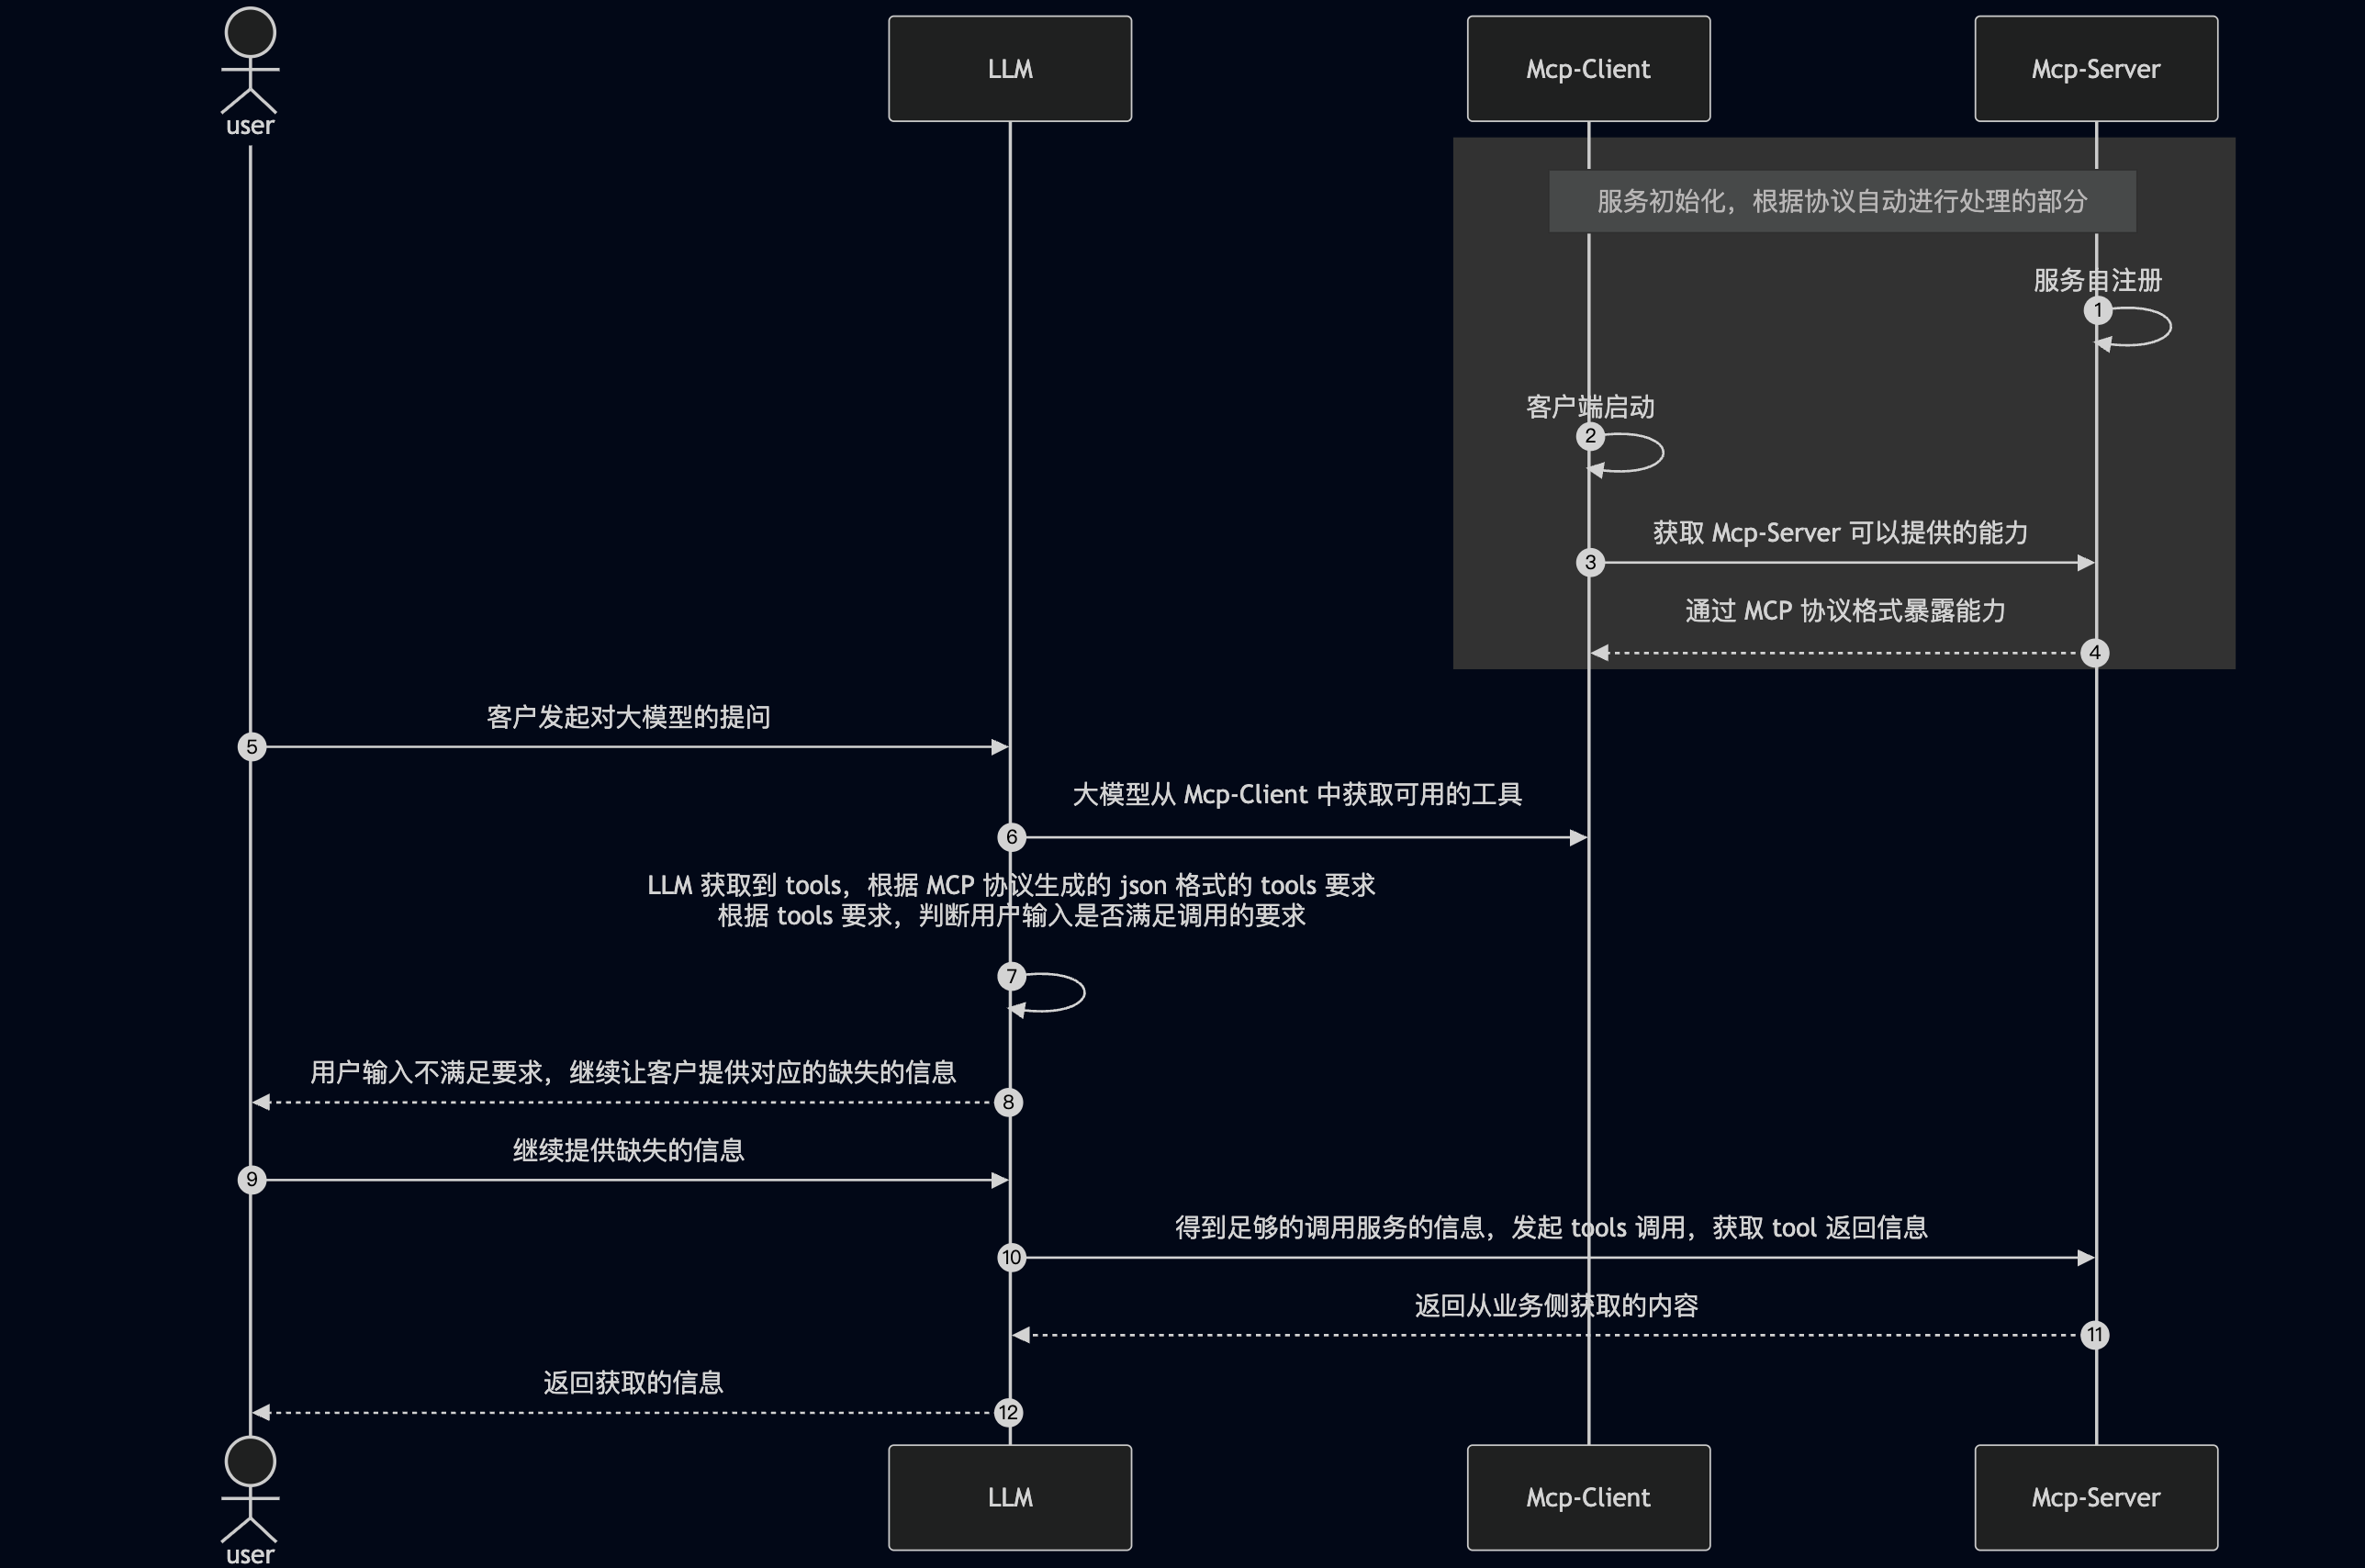 user
LLM
Mcp-Client
Mcp-Server
服务初始化，根据协议自动进行处理的部分
服务自注册
1
客户端启动
2
获取 Mcp-Server 可以提供的能力
3
通过 MCP 协议格式暴露能力
4
客户发起对大模型的提问
5
大模型从 Mcp-Client 中获取可用的工具
6
LLM 获取到 tools，根据 MCP 协议生成的 json 格式的 tools 要求
根据 tools 要求，判断用户输入是否满足调用的要求
7
用户输入不满足要求，继续让客户提供对应的缺失的信息
8
继续提供缺失的信息
9
得到足够的调用服务的信息，发起 tools 调用，获取 tool 返回信息
10
返回从业务侧获取的内容
11
返回获取的信息
12
user
LLM
Mcp-Client
Mcp-Server